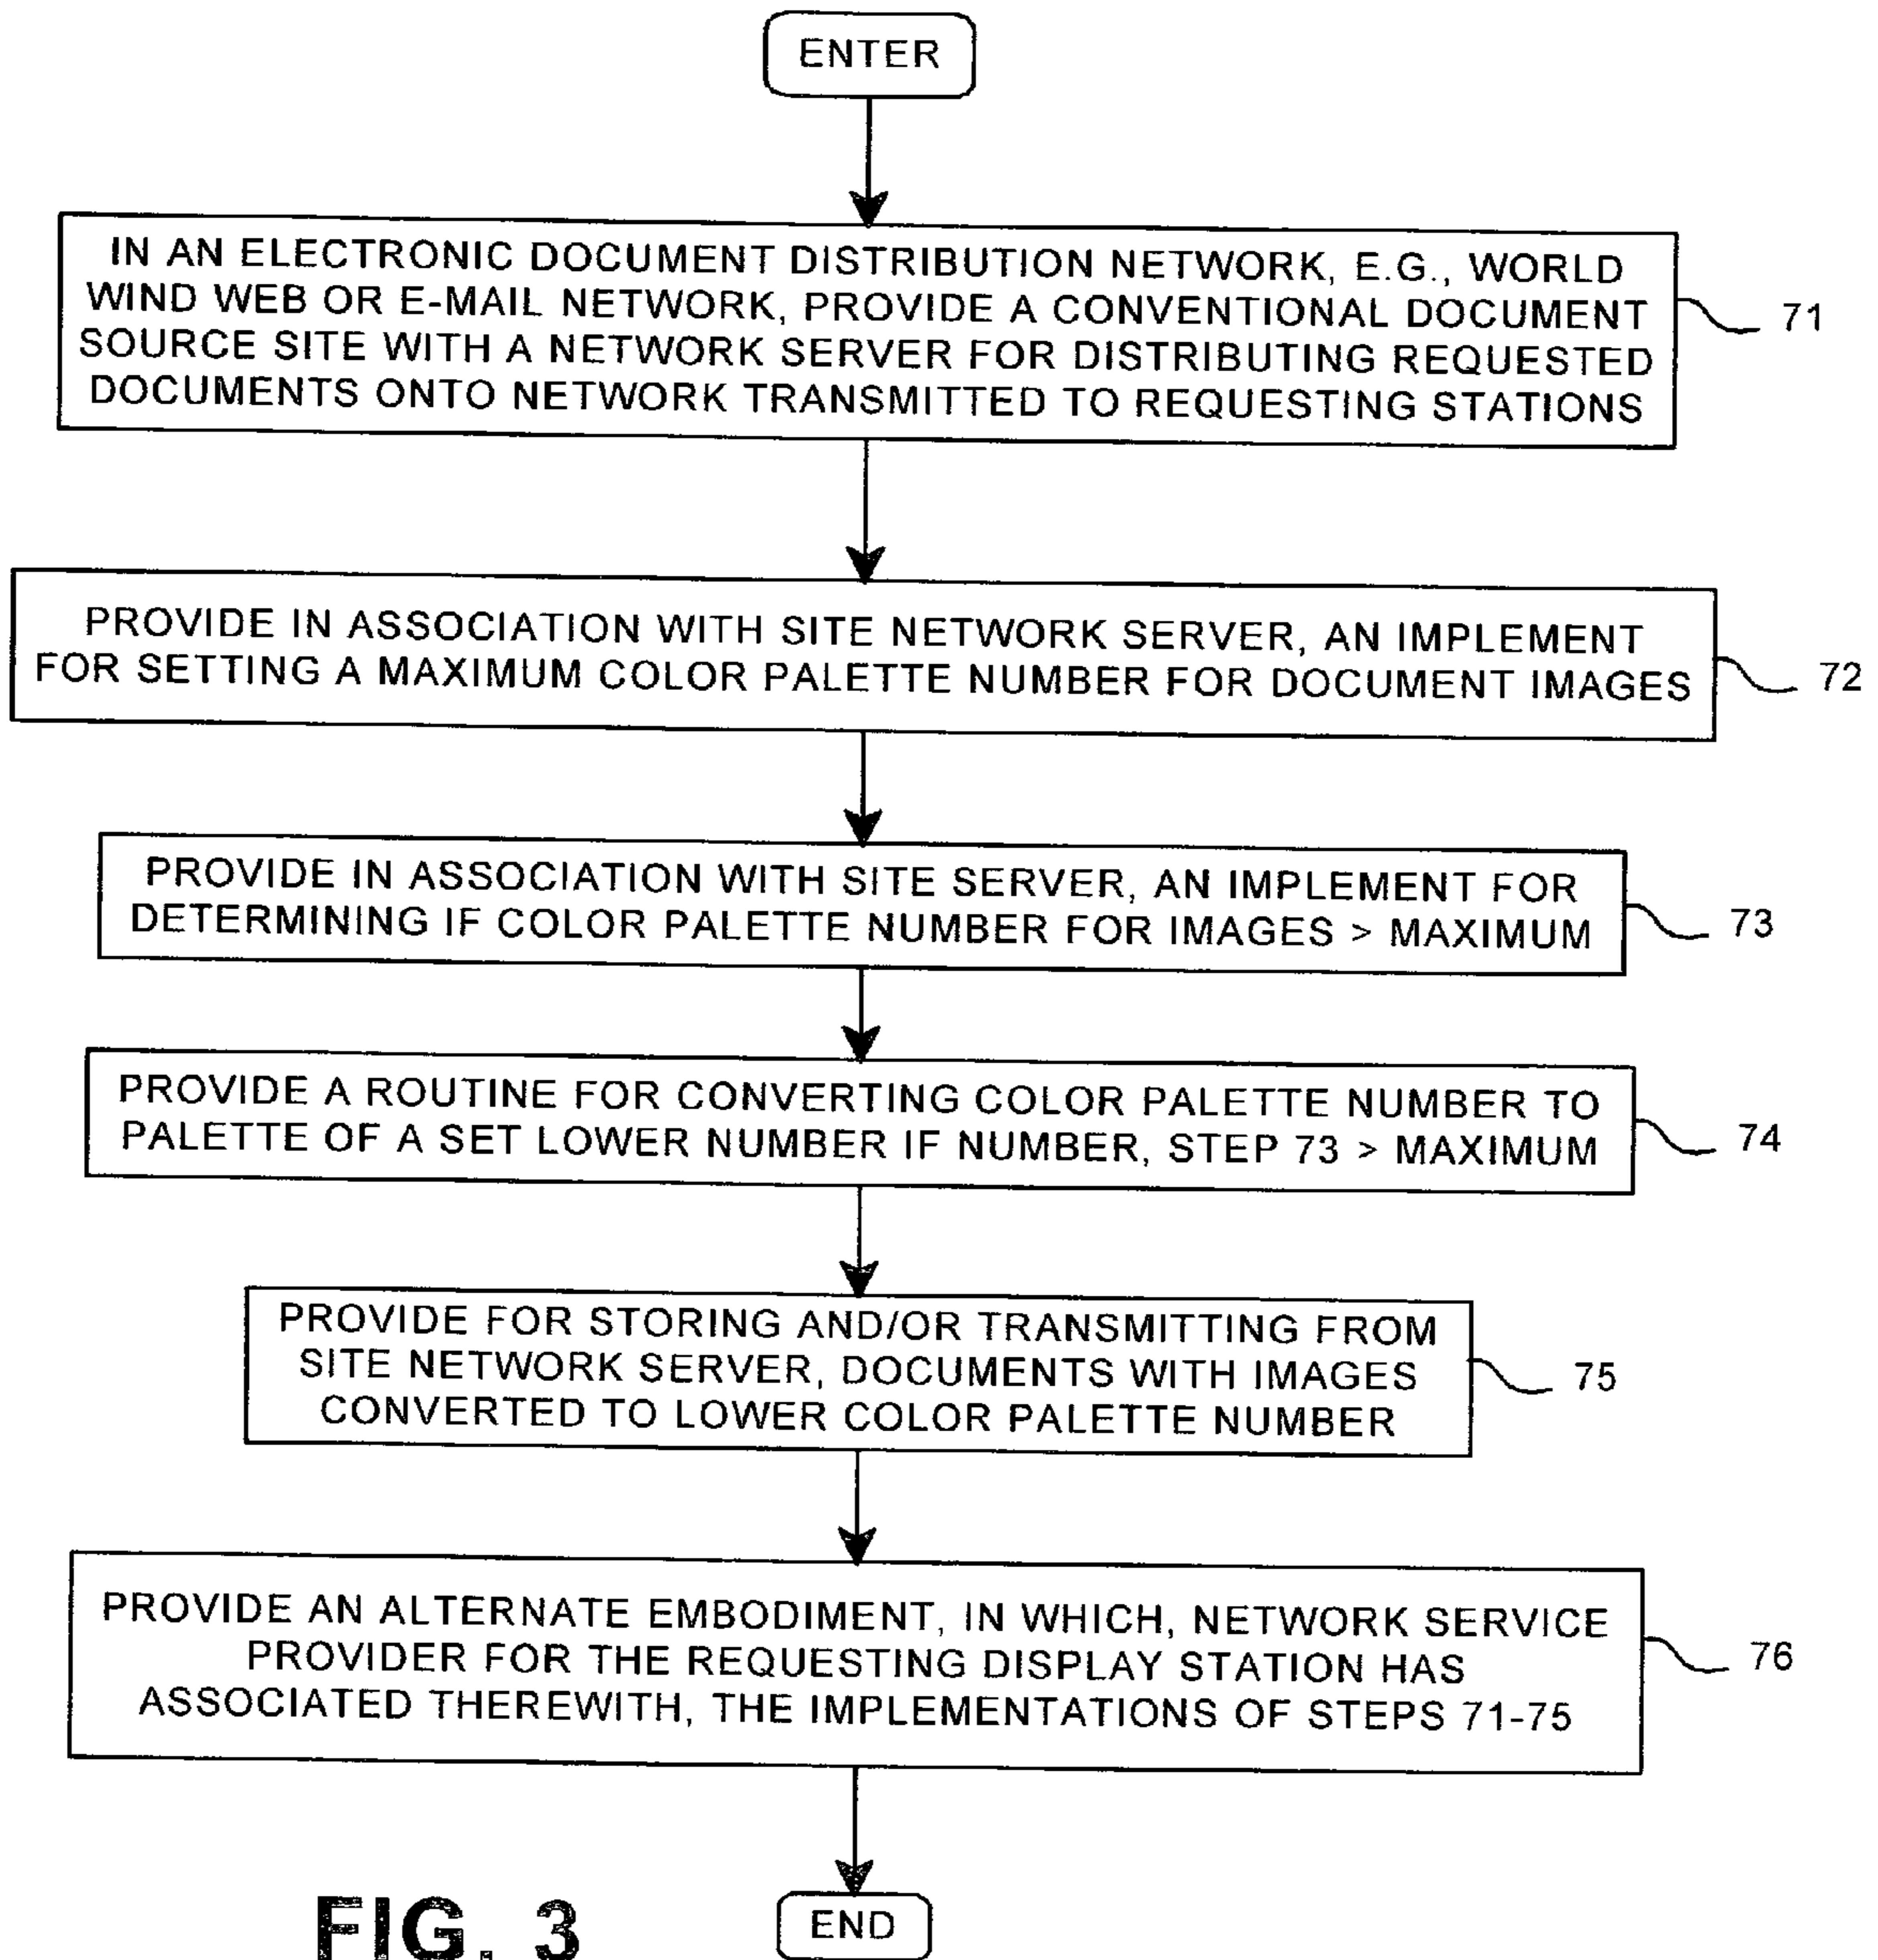 ENTER
IN AN ELECTRONIC DOCUMENT DISTRIBUTION NETWORK, E.G., WORLD
WIND WEB OR E-MAIL NETWORK, PROVIDE A CONVENTIONAL DOCUMENT
SOURCE SITE WITH A NETWORK SERVER FOR DISTRIBUTING REQUESTED
DOCUMENTS ONTO NETWORK TRANSMITTED TO REQUESTING STATIONS
71
PROVIDE IN ASSOCIATION WITH SITE NETWORK SERVER, AN IMPLEMENT
FOR SETTING A MAXIMUM COLOR PALETTE NUMBER FOR DOCUMENT IMAGES
72
PROVIDE IN ASSOCIATION WITH SITE SERVER, AN IMPLEMENT FOR
DETERMINING IF COLOR PALETTE NUMBER FOR IMAGES > MAXIMUM
73
PROVIDE A ROUTINE FOR CONVERTING COLOR PALETTE NUMBER TO
PALETTE OF A SET LOWER NUMBER IF NUMBER, STEP 73 > MAXIMUM
74
PROVIDE FOR STORING AND/OR TRANSMITTING FROM
SITE NETWORK SERVER, DOCUMENTS WITH IMAGES
CONVERTED TO LOWER COLOR PALETTE NUMBER
75
PROVIDE AN ALTERNATE EMBODIMENT, IN WHICH, NETWORK SERVICE
PROVIDER FOR THE REQUESTING DISPLAY STATION HAS
ASSOCIATED THEREWITH, THE IMPLEMENTATIONS OF STEPS 71-75
76
END
FIG. 3